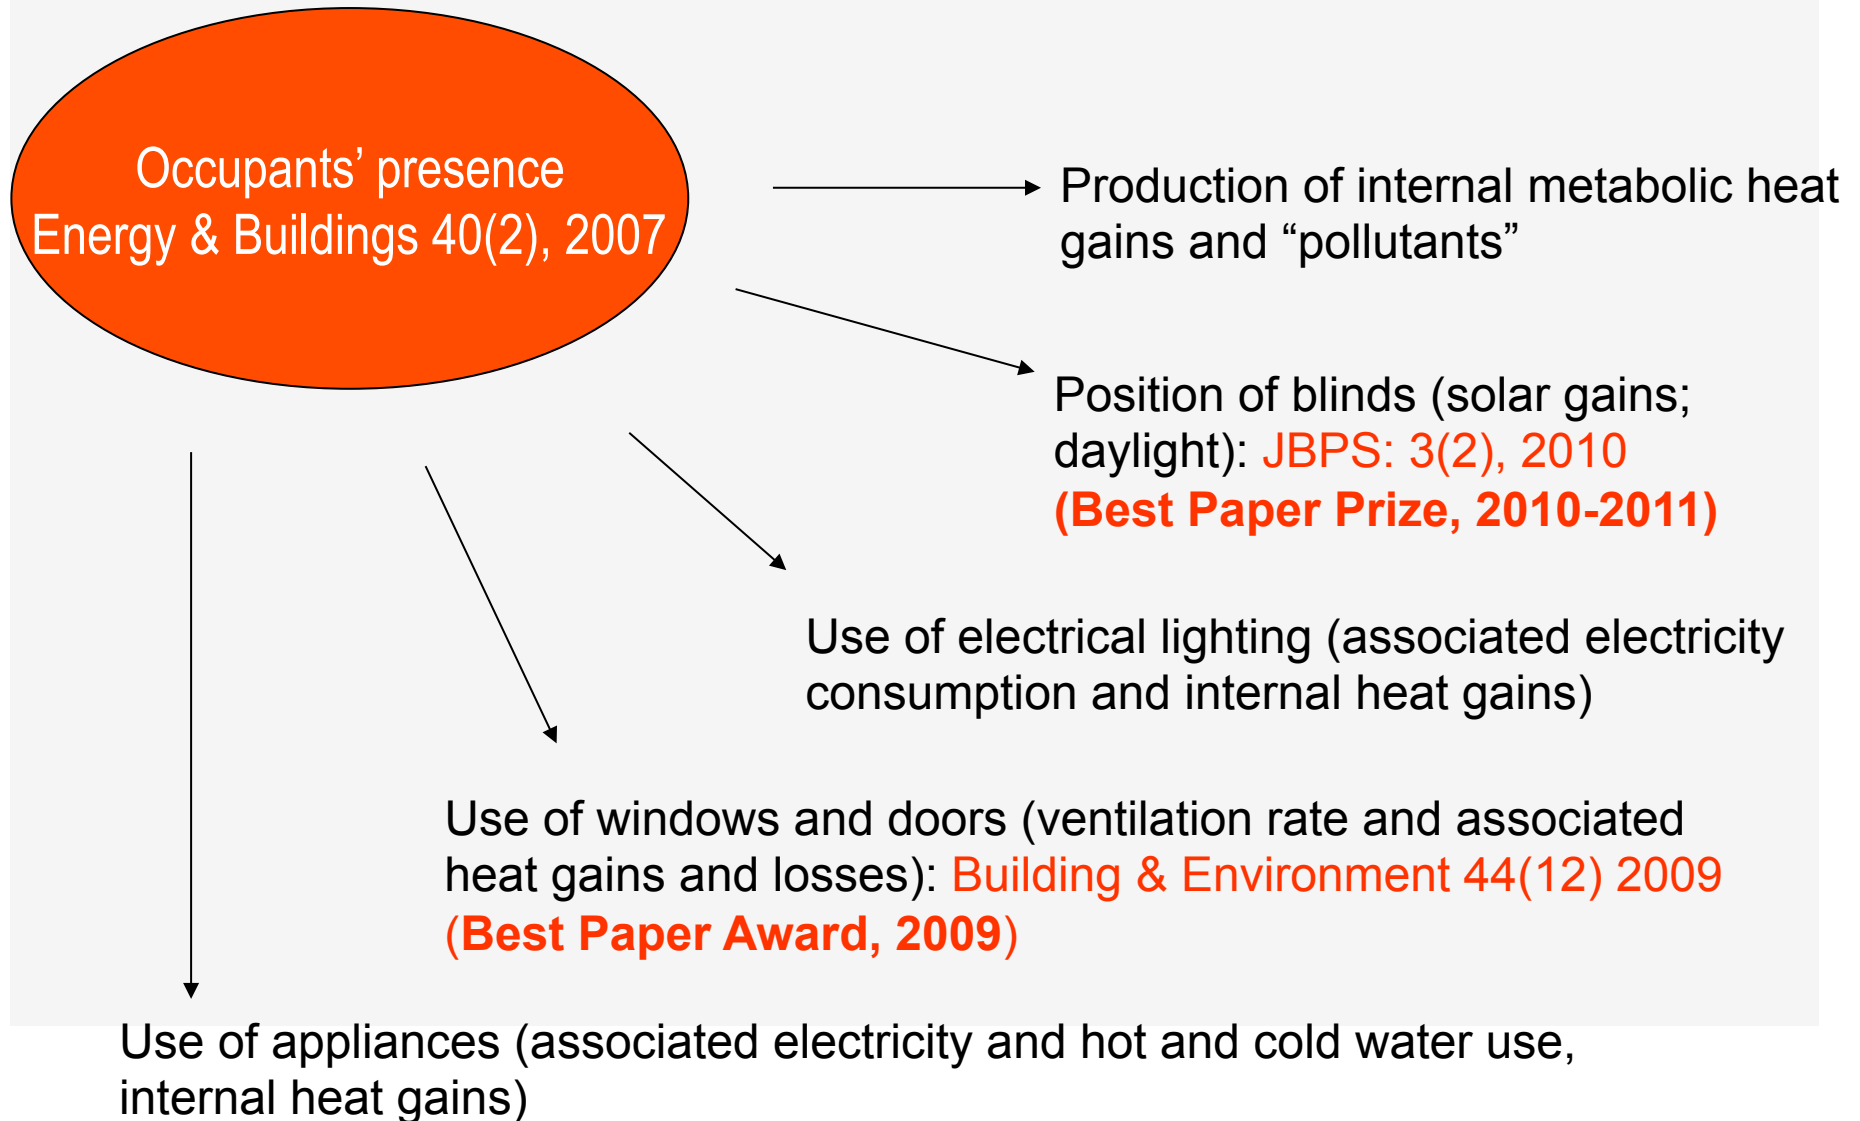 Occupants’ presence
Energy & Buildings 40(2), 2007
Production of internal metabolic heat
gains and “pollutants”
Position of blinds (solar gains;
daylight): JBPS: 3(2), 2010
(Best Paper Prize, 2010-2011)
Use of electrical lighting (associated electricity
consumption and internal heat gains)
Use of windows and doors (ventilation rate and associated
heat gains and losses): Building & Environment 44(12) 2009
(Best Paper Award, 2009)
Use of appliances (associated electricity and hot and cold water use,
internal heat gains)